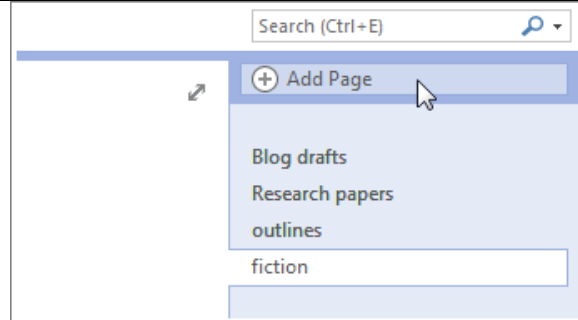 Search (Ctrl+E)
Add Page
Blog drafts
Research papers
outlines
fiction